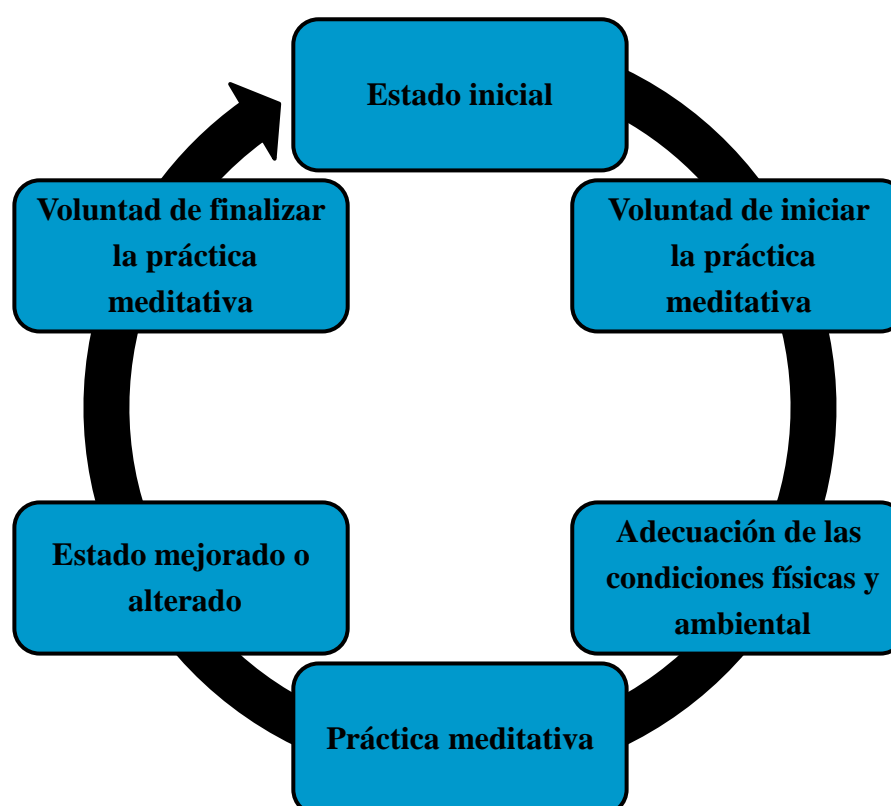 Estado inicial
Voluntad de iniciar
la práctica
meditativa
Adecuación de las
condiciones físicas y
ambiental
Práctica meditativa
Estado mejorado o
alterado
Voluntad de finalizar
la práctica
meditativa